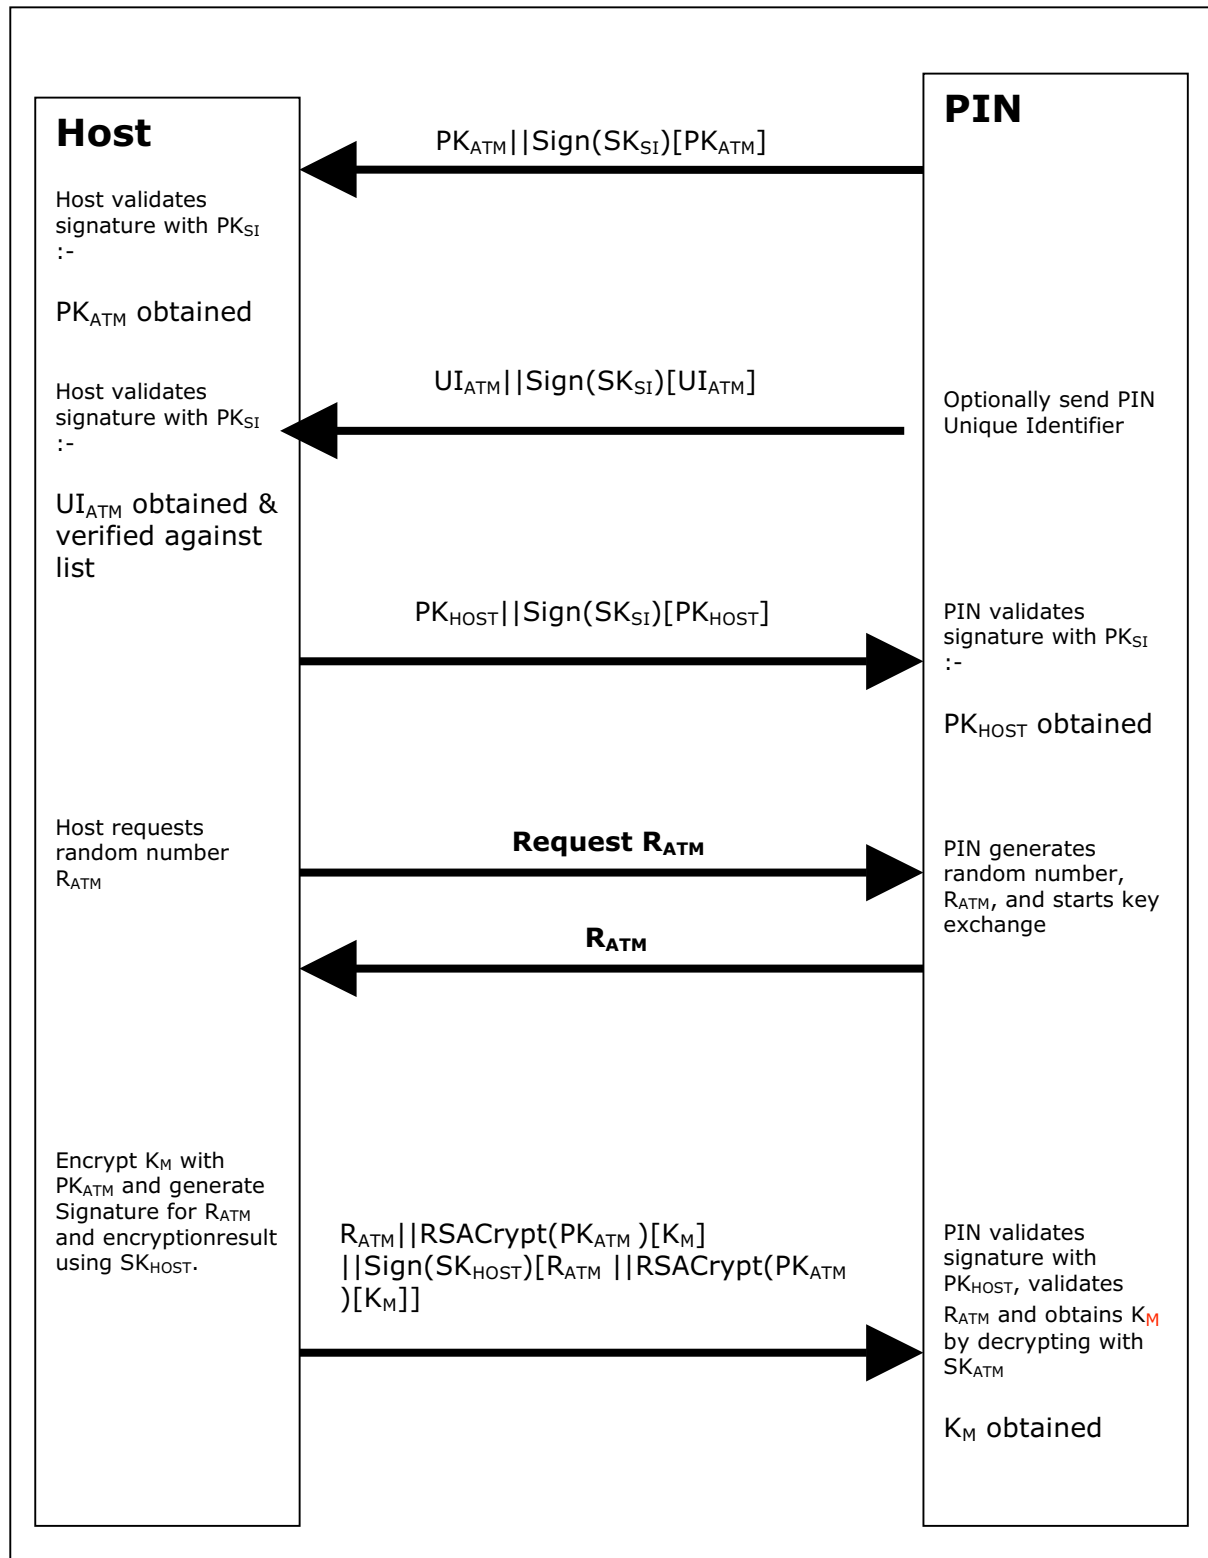 Host
PIN
PK_ATM||Sign(SK_SI)[PK_ATM]
Host validates
signature with PK_SI
:-
PK_ATM obtained
UI_ATM||Sign(SK_SI)[UI_ATM]
Host validates
signature with PK_SI
:-
Optionally send PIN
Unique Identifier
UI_ATM obtained &
verified against
list
PK_HOST||Sign(SK_SI)[PK_HOST]
PIN validates
signature with PK_SI
:-
PK_HOST obtained
Host requests
random number
R_ATM
Request R_ATM
PIN generates
random number,
R_ATM, and starts key
exchange
R_ATM
Encrypt K_M with
PK_ATM and generate
Signature for R_ATM
and encryptionresult
using SK_HOST.
R_ATM||RSACrypt(PK_ATM )[K_M]
||Sign(SK_HOST)[R_ATM ||RSACrypt(PK_ATM
)[K_M]]
PIN validates
signature with
PK_HOST, validates
R_ATM and obtains K_M
by decrypting with
SK_ATM
K_M obtained